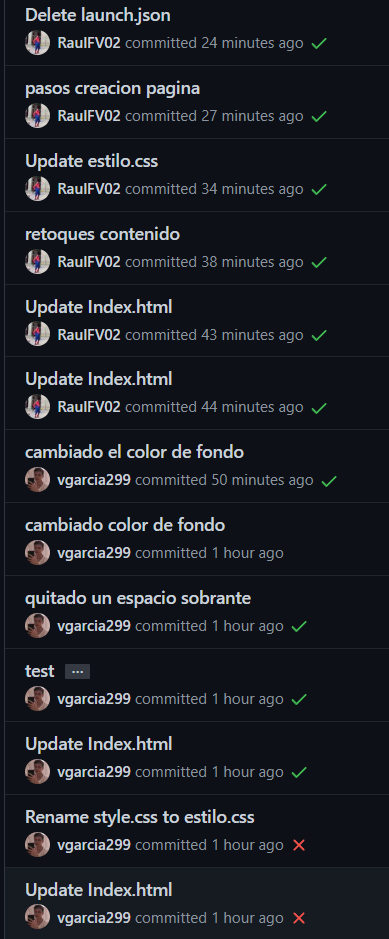 Delete launch.json
RaulFV02 committed 24 minutes ago
pasos creacion pagina
RaulFV02 committed 27 minutes ago
Update estilo.css
RaulFV02 committed 34 minutes ago
retoques contenido
RaulFV02 committed 38 minutes ago
Update Index.html
RaulFV02 committed 43 minutes ago
Update Index.html
RaulFV02 committed 44 minutes ago
cambiado el color de fondo
vgarcia299 committed 50 minutes ago
cambiado color de fondo
vgarcia299 committed 1 hour ago
quitado un espacio sobrante
vgarcia299 committed 1 hour ago
test ...
vgarcia299 committed 1 hour ago
Update Index.html
vgarcia299 committed 1 hour ago
Rename style.css to estilo.css
vgarcia299 committed 1 hour ago
Update Index.html
vgarcia299 committed 1 hour ago